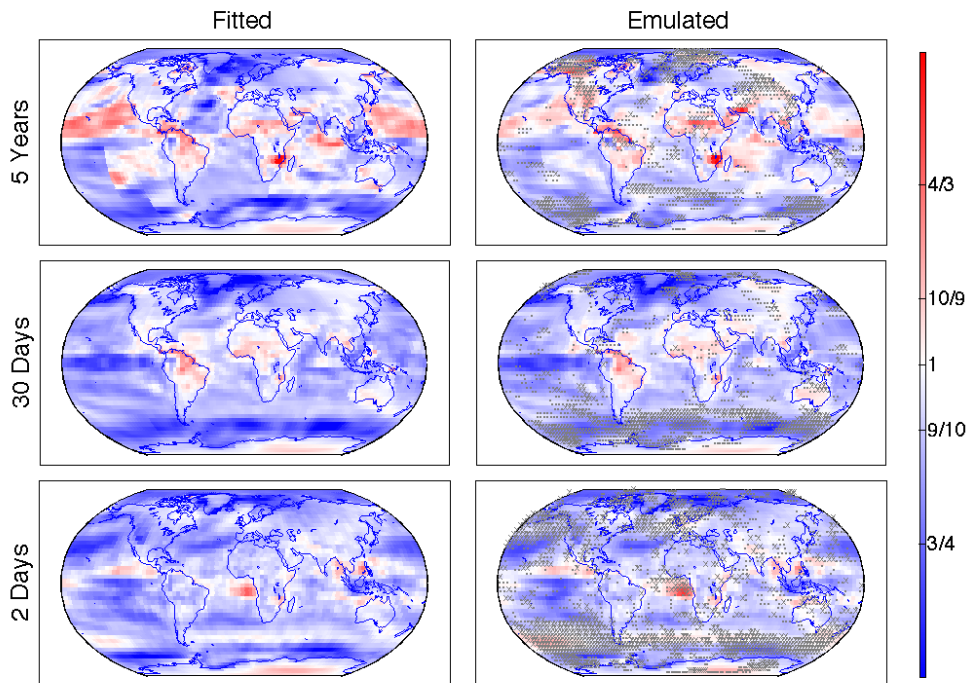 Fitted
Emulated
5 Years
30 Days
2 Days
4/3
10/9
1
9/10
3/4